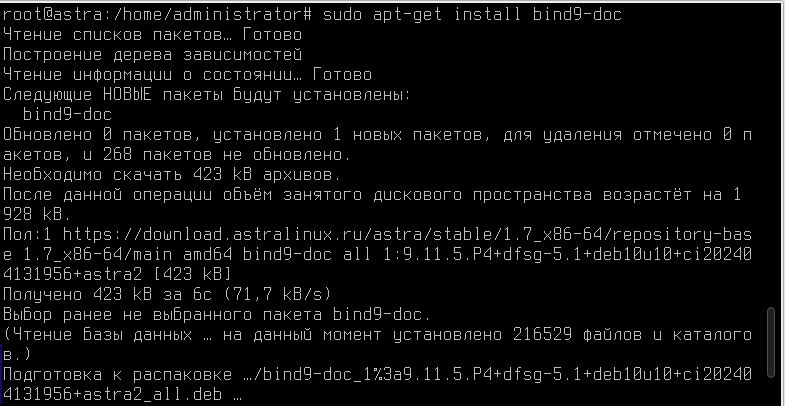 root@astra:/home/administrator# sudo apt-get install bind9-doc
Чтение списков пакетов… Готово
Построение дерева зависимостей
Чтение информации о состоянии… Готово
Следующие НОВЫЕ пакеты будут установлены:
  bind9-doc
Обновлено 0 пакетов, установлено 1 новых пакетов, для удаления отмечено 0 п
акетов, и 268 пакетов не обновлено.
Необходимо скачать 423 kB архивов.
После данной операции объём занятого дискового пространства возрастёт на 1
928 kB.
Пол:1 https://download.astralinux.ru/astra/stable/1.7_x86-64/repository-bas
e 1.7_x86-64/main amd64 bind9-doc all 1:9.11.5.P4+dfsg-5.1+deb10u10+ci20240
4131956+astra2 [423 kB]
Получено 423 kB за 6с (71,7 kB/s)
Выбор ранее не выбранного пакета bind9-doc.
(Чтение базы данных … на данный момент установлено 216529 файлов и каталого
в.)
Подготовка к распаковке …/bind9-doc_1%3a9.11.5.P4+dfsg-5.1+deb10u10+ci20240
4131956+astra2_all.deb …